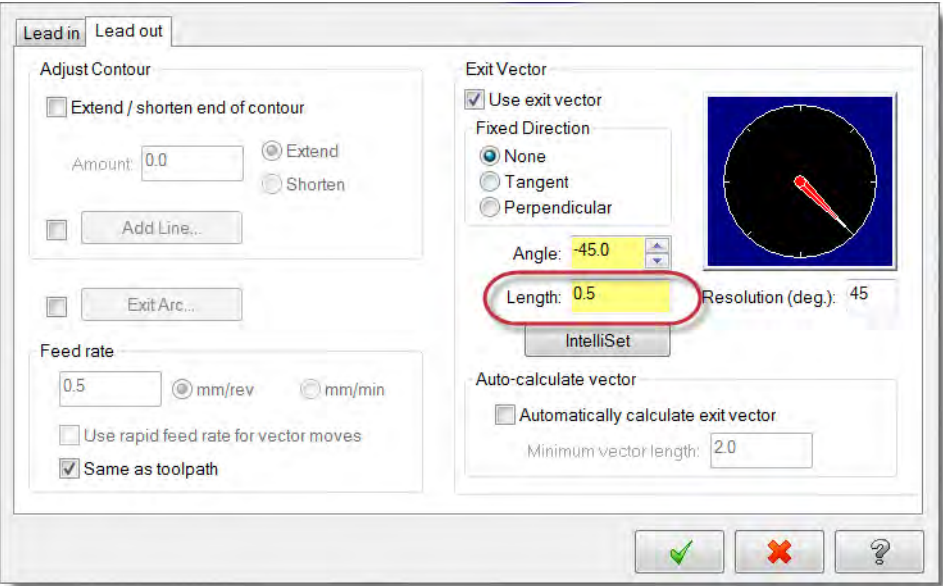 Lead in Lead out
Adjust Contour
Extend / shorten end of contour
Amount: 0.0
Extend
Shorten
Add Line...
Exit Arc...
Feed rate
0.5 mm/rev mm/min
Use rapid feed rate for vector moves
Same as toolpath
Exit Vector
Use exit vector
Fixed Direction
None
Tangent
Perpendicular
Angle: -45.0
Length: 0.5 Resolution (deg.): 45
IntelliSet
Auto-calculate vector
Automatically calculate exit vector
Minimum vector length: 2.0